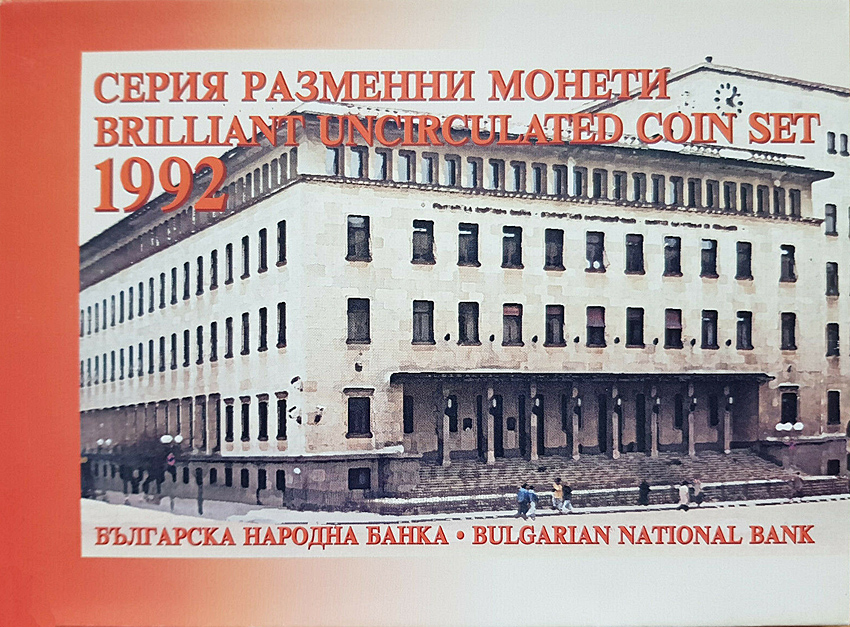 СЕРИЯ РАЗМЕННИ МОНЕТИ
BRILLIANT UNCIRCULATED COIN SET
1992
БЪЛГАРСКА НАРОДНА БАНКА • BULGARIAN NATIONAL BANK